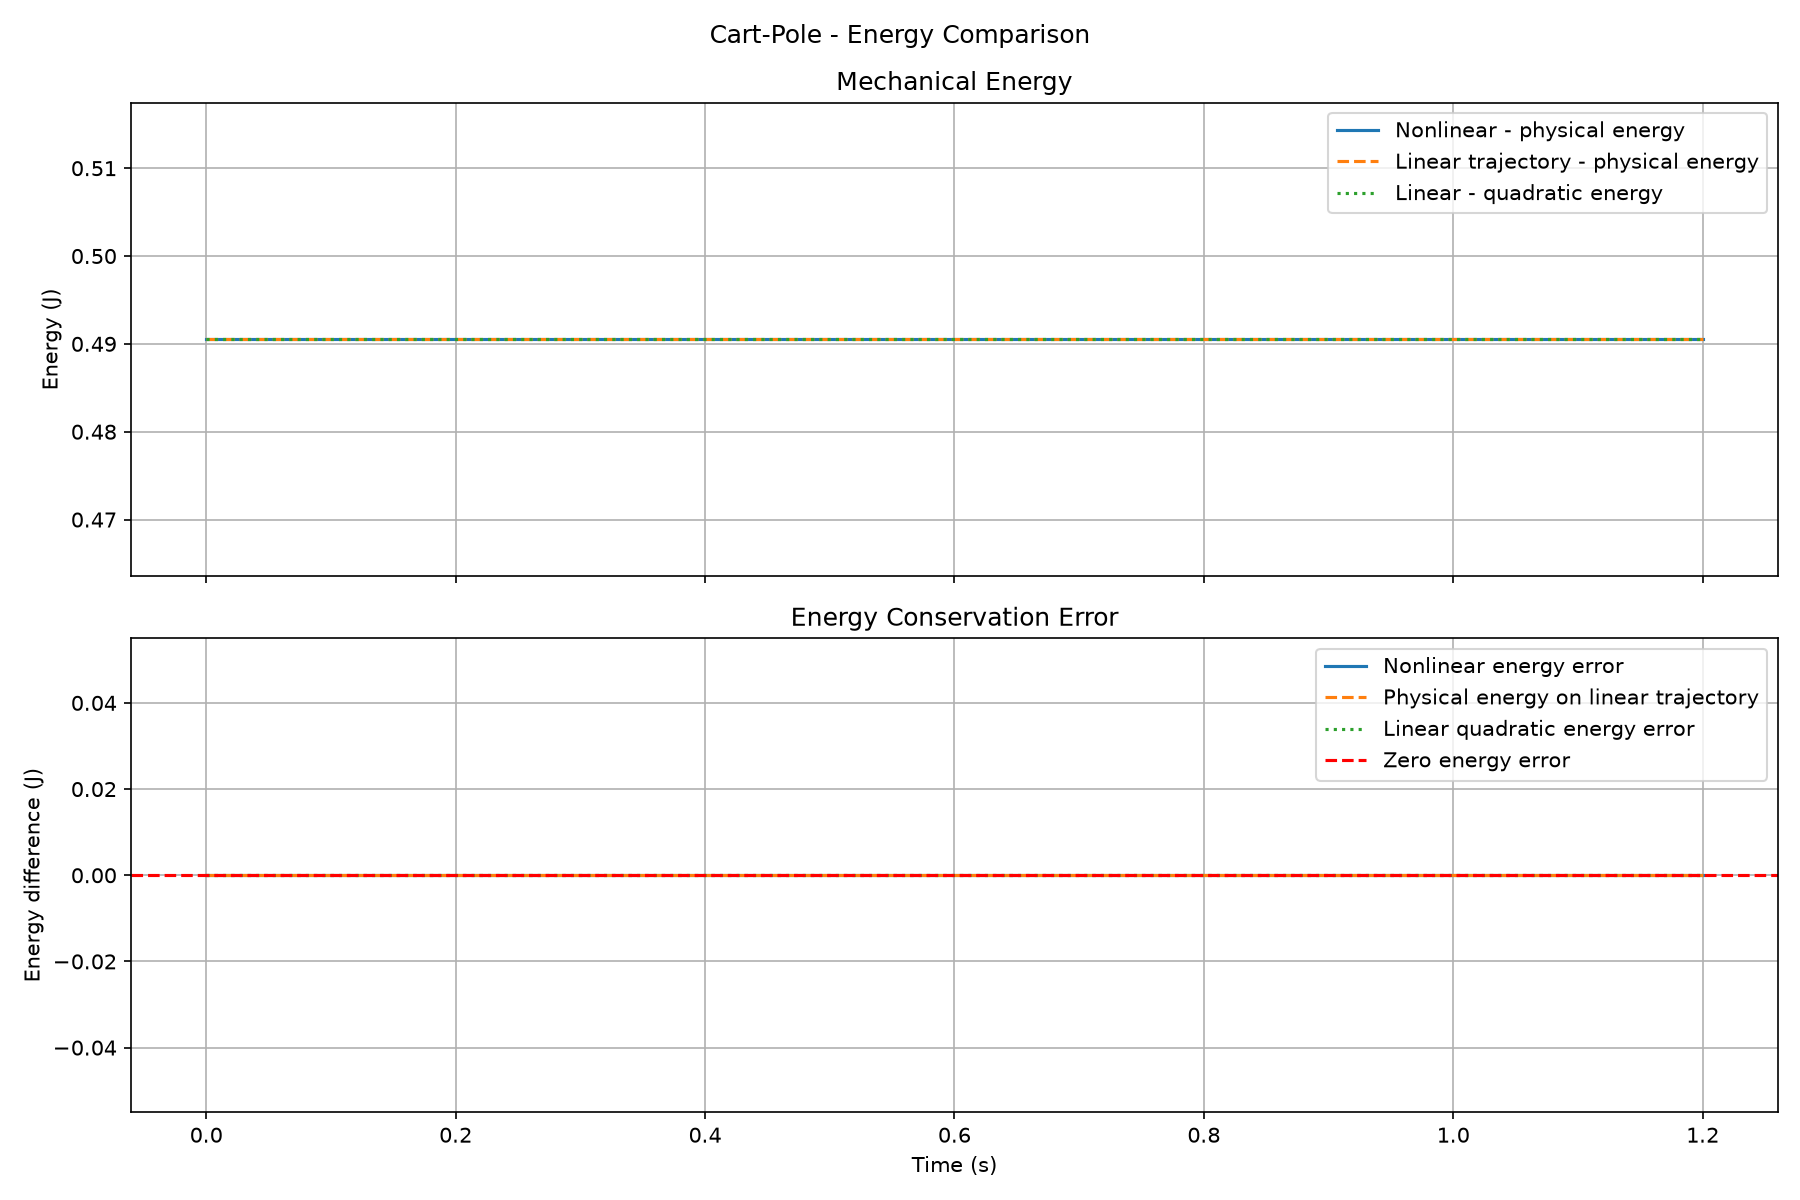 Cart-Pole - Energy Comparison
Mechanical Energy
Nonlinear - physical energy
Linear trajectory - physical energy
Linear - quadratic energy
0.51
0.50
0.49
0.48
0.47
Energy (J)
Energy Conservation Error
Nonlinear energy error
Physical energy on linear trajectory
Linear quadratic energy error
Zero energy error
0.04
0.02
0.00
−0.02
−0.04
Energy difference (J)
0.0 0.2 0.4 0.6 0.8 1.0 1.2
Time (s)